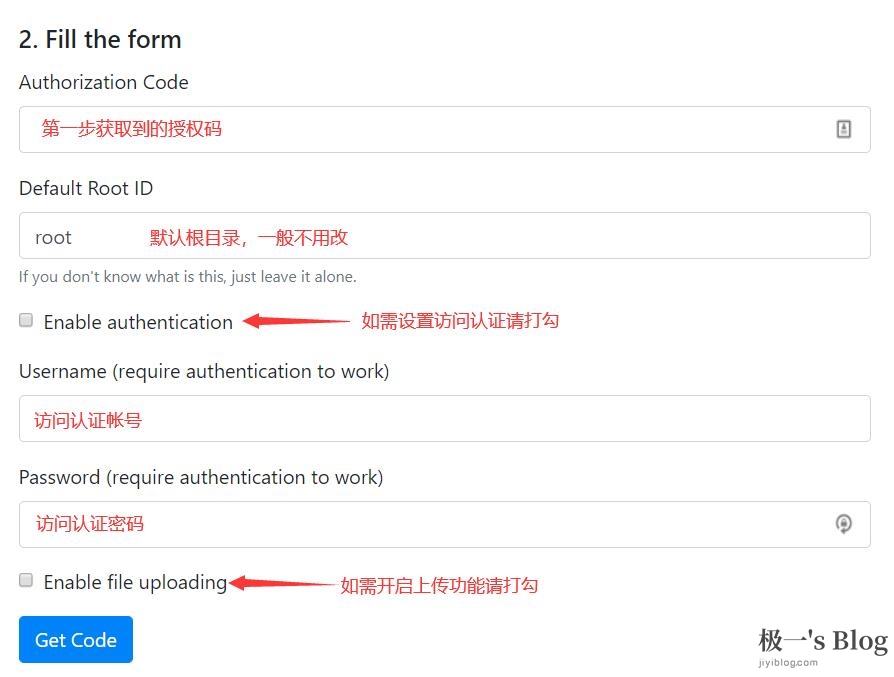 2. Fill the form
Authorization Code
第一步获取到的授权码
Default Root ID
root 默认根目录，一般不用改
If you don't know what is this, just leave it alone.
Enable authentication 如需设置访问认证请打勾
Username (require authentication to work)
访问认证帐号
Password (require authentication to work)
访问认证密码
Enable file uploading 如需开启上传功能请打勾
Get Code
极一's Blog
jiyiblog.com